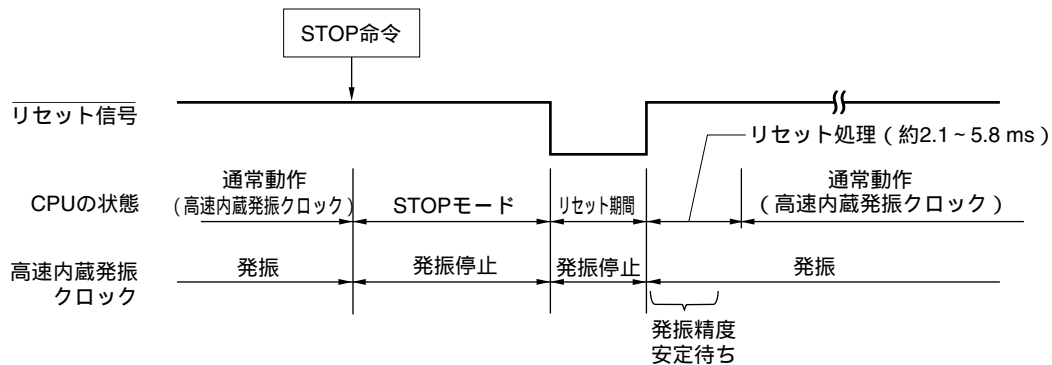 STOP命令
リセット信号
リセット処理（約2.1～5.8 ms）
CPUの状態
通常動作
（高速内蔵発振クロック）
STOPモード
リセット期間
通常動作
（高速内蔵発振クロック）
高速内蔵発振
クロック
発振
発振停止
発振停止
発振
発振精度
安定待ち